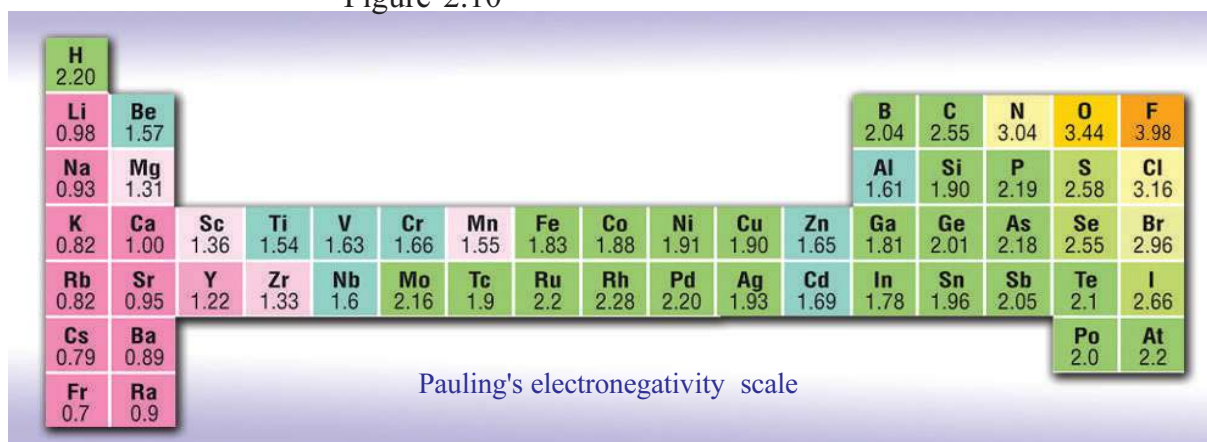 Figure 2.10
H
2.20
Li Be B C N O F
0.98 1.57 2.04 2.55 3.04 3.44 3.98
Na Mg Al Si P S Cl
0.93 1.31 1.61 1.90 2.19 2.58 3.16
K Ca Sc Ti V Cr Mn Fe Co Ni Cu Zn Ga Ge As Se Br
0.82 1.00 1.36 1.54 1.63 1.66 1.55 1.83 1.88 1.91 1.90 1.65 1.81 2.01 2.18 2.55 2.96
Rb Sr Y Zr Nb Mo Tc Ru Rh Pd Ag Cd In Sn Sb Te I
0.82 0.95 1.22 1.33 1.6 2.16 1.9 2.2 2.28 2.20 1.93 1.69 1.78 1.96 2.05 2.1 2.66
Cs Ba Po At
0.79 0.89 2.0 2.2
Pauling's electronegativity scale
Fr Ra
0.7 0.9